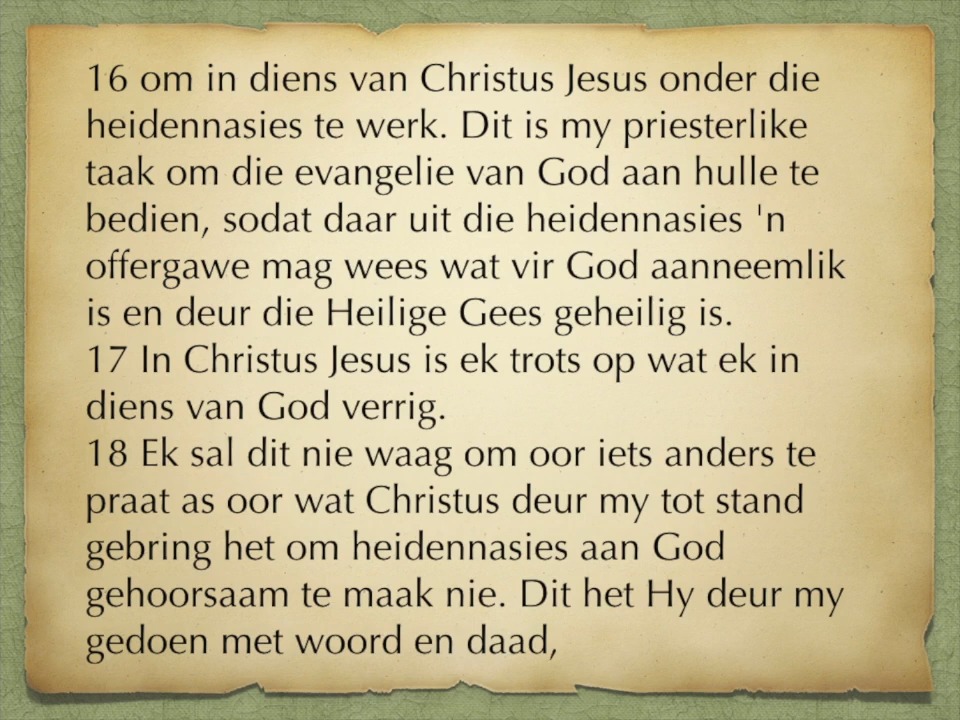 16 om in diens van Christus Jesus onder die
heidennasies te werk. Dit is my priesterlike
taak om die evangelie van God aan hulle te
bedien, sodat daar uit die heidennasies 'n
offergawe mag wees wat vir God aanneemlik
is en deur die Heilige Gees geheilig is.
17 In Christus Jesus is ek trots op wat ek in
diens van God verrig.
18 Ek sal dit nie waag om oor iets anders te
praat as oor wat Christus deur my tot stand
gebring het om heidennasies aan God
gehoorsaam te maak nie. Dit het Hy deur my
gedoen met woord en daad,